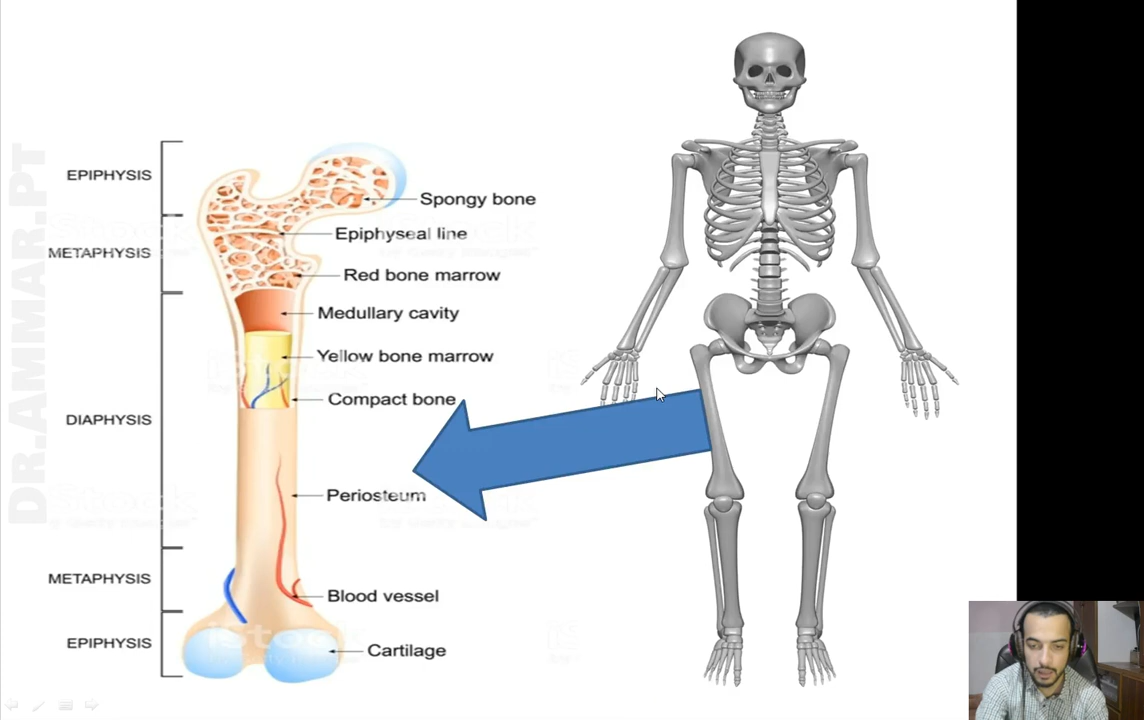 DR.AMMAR.PT
EPIPHYSIS
Spongy bone
Epiphyseal line
METAPHYSIS
Red bone marrow
Medullary cavity
Yellow bone marrow
Compact bone
DIAPHYSIS
Periosteum
METAPHYSIS
Blood vessel
EPIPHYSIS
Cartilage
iStock